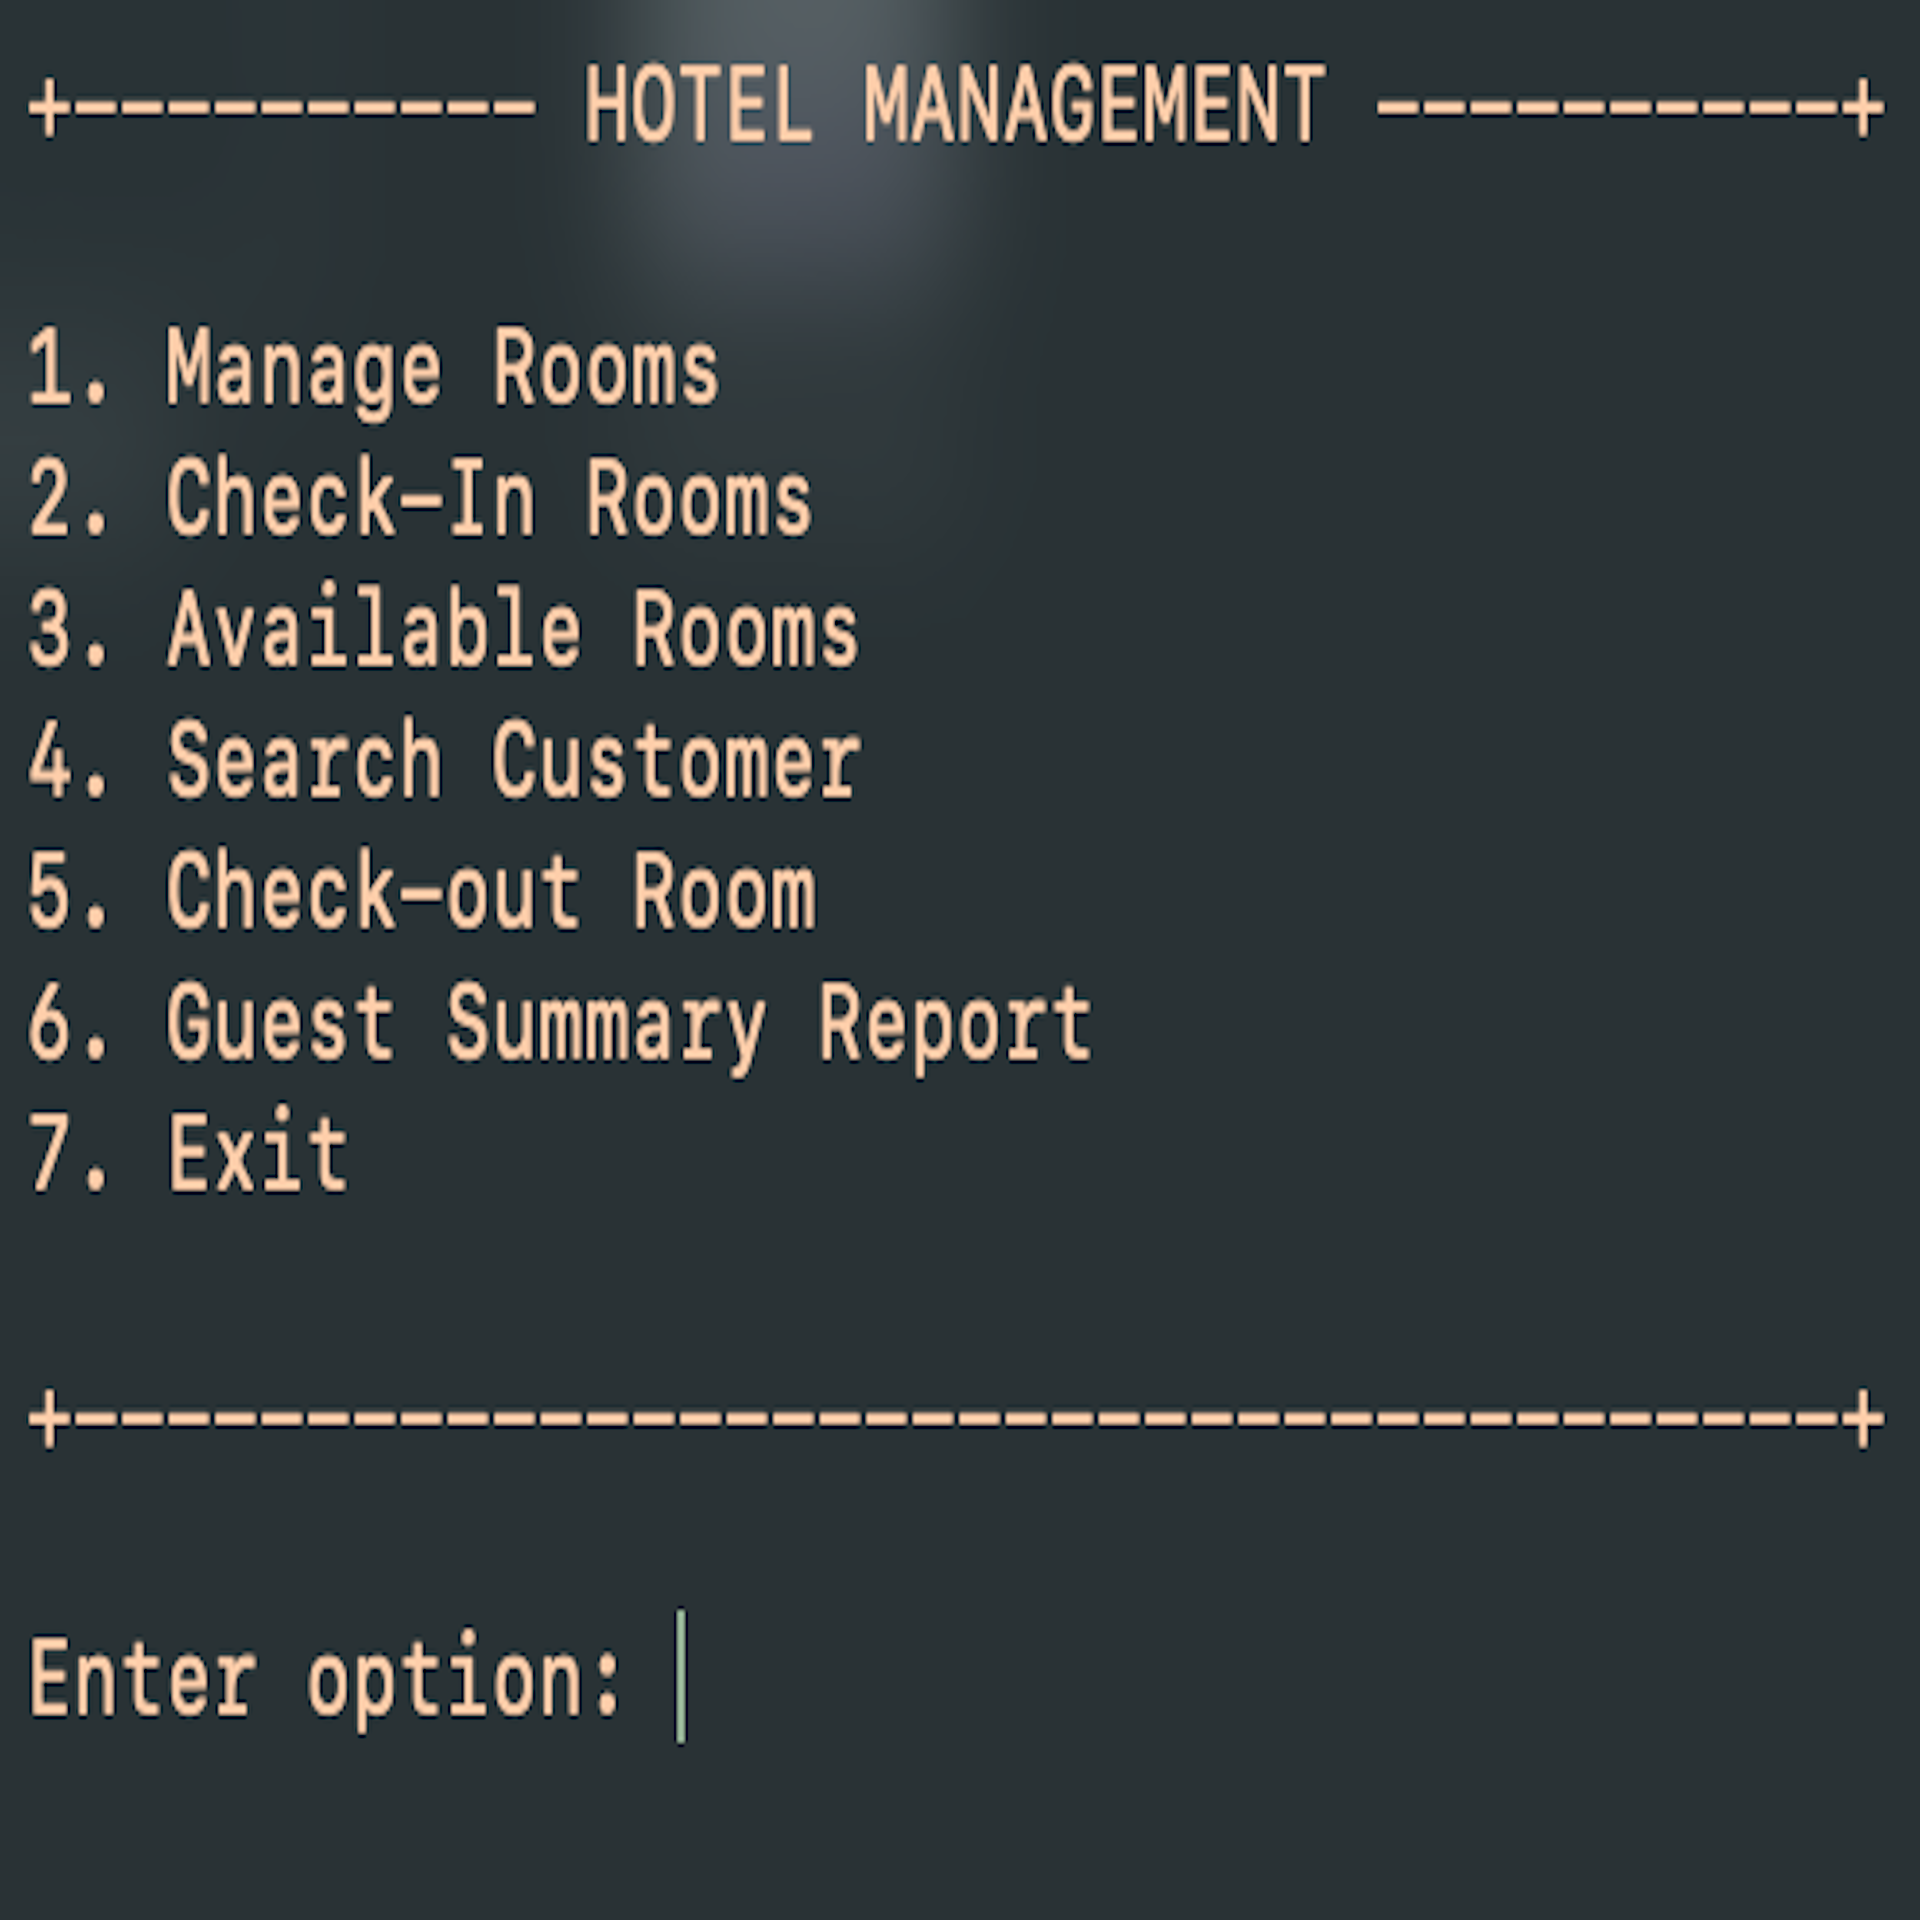 +---------- HOTEL MANAGEMENT ----------+
1. Manage Rooms
2. Check-In Rooms
3. Available Rooms
4. Search Customer
5. Check-out Room
6. Guest Summary Report
7. Exit
+--------------------------------------+
Enter option: